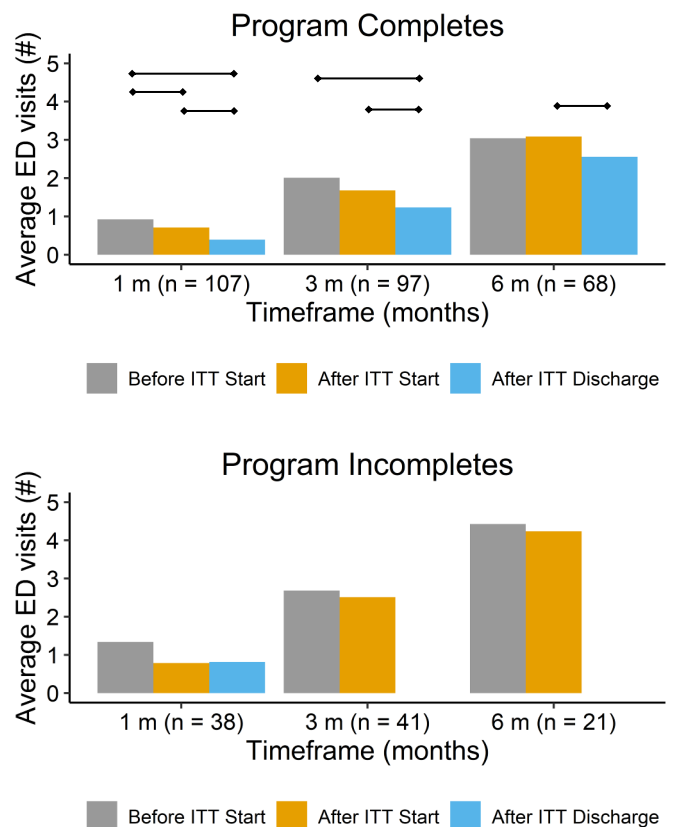 Program Completes
Average ED visits (#)
5
4
3
2
1
0
1 m (n = 107) 3 m (n = 97) 6 m (n = 68)
Timeframe (months)
Before ITT Start After ITT Start After ITT Discharge
Program Incompletes
Average ED visits (#)
5
4
3
2
1
0
1 m (n = 38) 3 m (n = 41) 6 m (n = 21)
Timeframe (months)
Before ITT Start After ITT Start After ITT Discharge